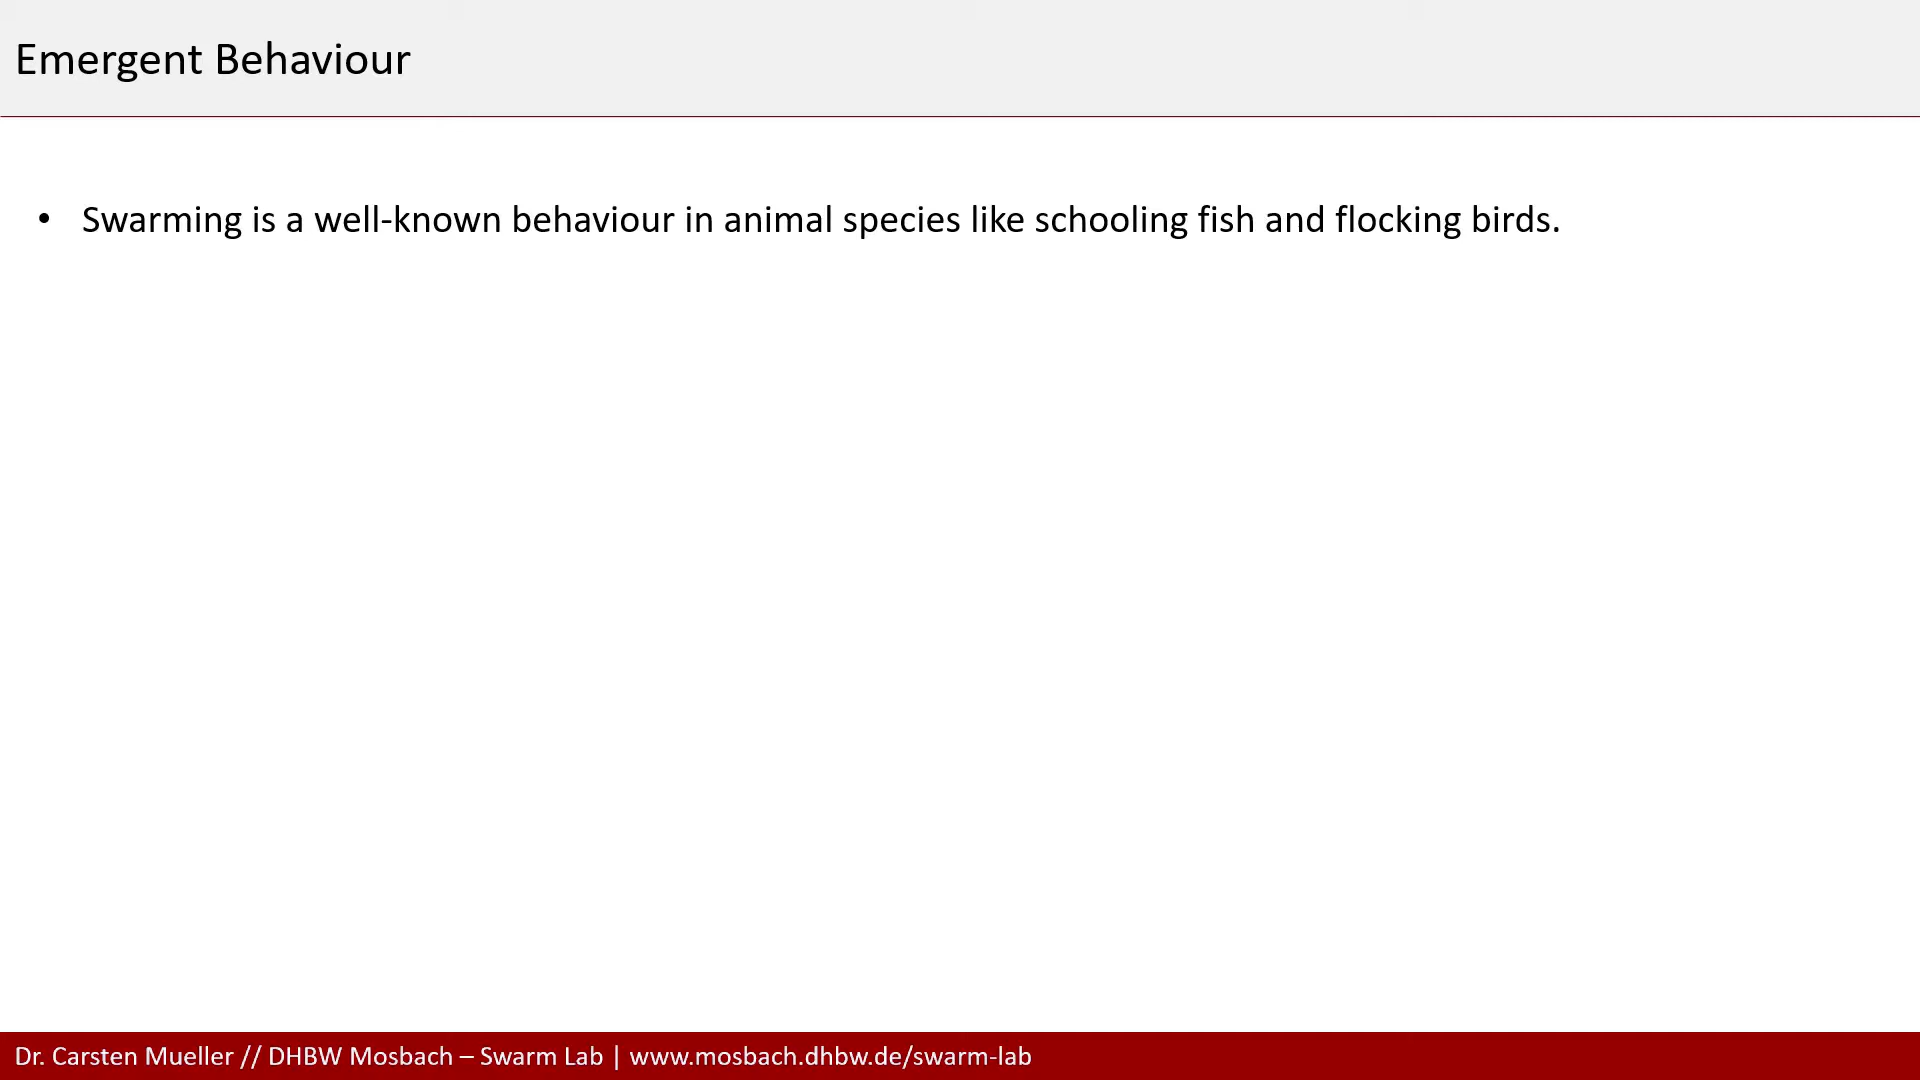 Emergent Behaviour
• Swarming is a well-known behaviour in animal species like schooling fish and flocking birds.
Dr. Carsten Mueller // DHBW Mosbach – Swarm Lab | www.mosbach.dhbw.de/swarm-lab